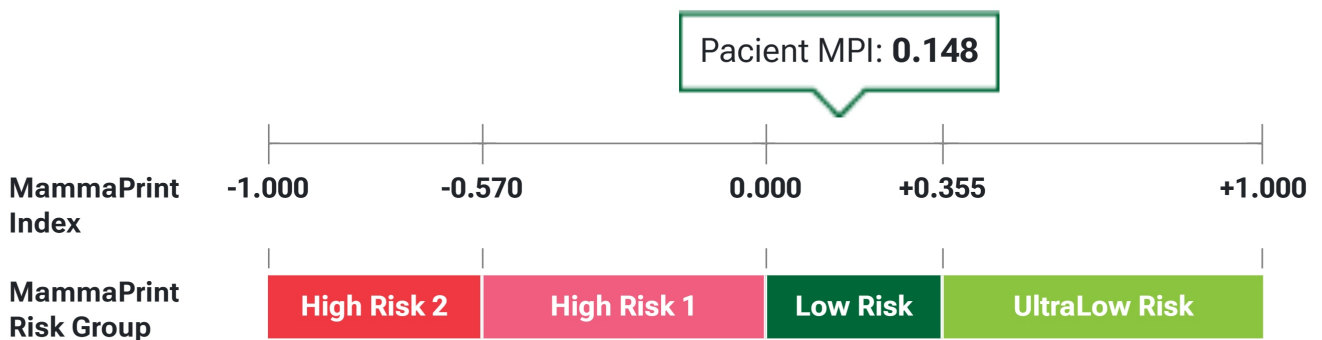 Pacient MPI: 0.148
MammaPrint
Index
-1.000 -0.570 0.000 +0.355 +1.000
MammaPrint
Risk Group
High Risk 2 High Risk 1 Low Risk UltraLow Risk